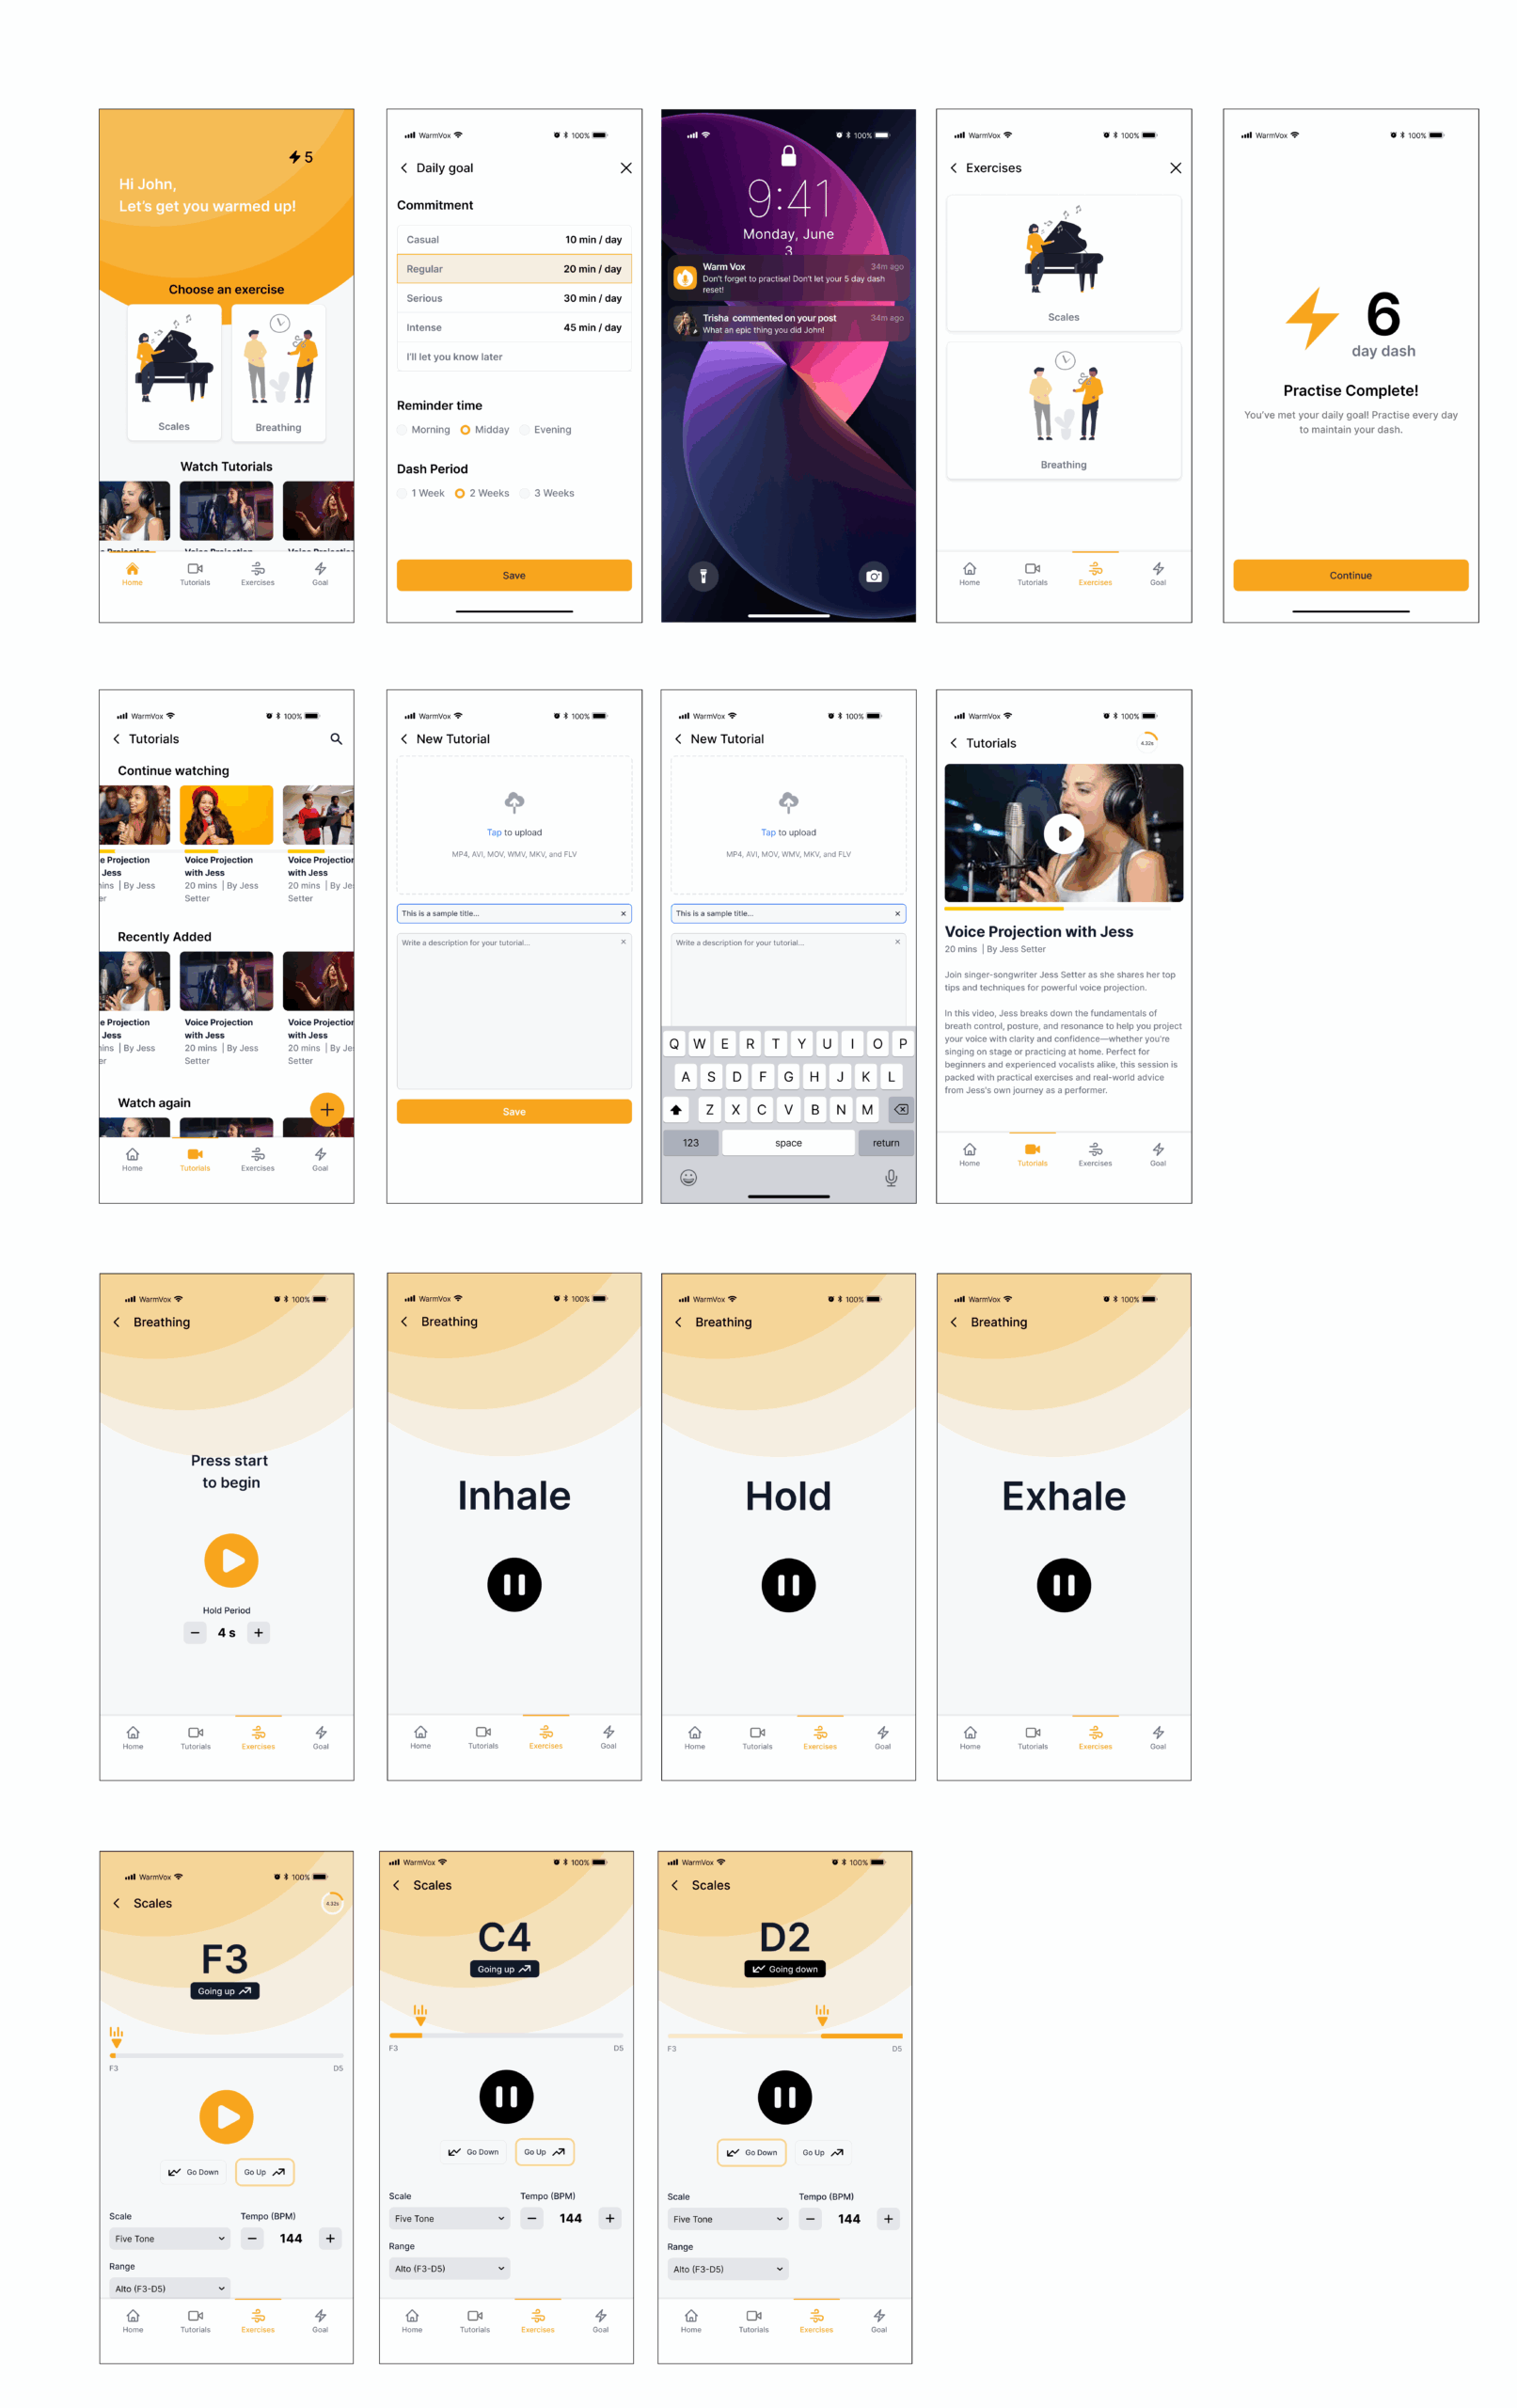 5
Hi John,
Let's get you warmed up!
Choose an exercise
Scales
Breathing
Watch Tutorials
Home
Tutorials
Exercises
Goal
WarmVox
100%
Daily goal
Commitment
Casual 10 min / day
Regular 20 min / day
Serious 30 min / day
Intense 45 min / day
I'll let you know later
Reminder time
Morning Midday Evening
Dash Period
1 Week 2 Weeks 3 Weeks
Save
100%
9:41
Monday, June
3
Warm Vox 34m ago
Don't forget to practise! Don't let your 5 day dash
reset!
Trisha commented on your post 34m ago
What an epic thing you did John!
WarmVox
100%
Exercises
Scales
Breathing
Home
Tutorials
Exercises
Goal
WarmVox
100%
6
day dash
Practise Complete!
You've met your daily goal! Practise every day
to maintain your dash.
Continue
WarmVox
100%
Tutorials
Continue watching
e Projection
Jess
ins | By Jess
er
Voice Projection
with Jess
20 mins | By Jess
Setter
Voice Projection
with Jess
20 mins | By Je
Setter
Recently Added
e Projection
Jess
ins | By Jess
er
Voice Projection
with Jess
20 mins | By Jess
Setter
Voice Projection
with Jess
20 mins | By Je
Setter
Watch again
Home
Tutorials
Exercises
Goal
WarmVox
100%
New Tutorial
Tap to upload
MP4, AVI, MOV, WMV, MKV, and FLV
This is a sample title...
Write a description for your tutorial...
Save
WarmVox
100%
New Tutorial
Tap to upload
MP4, AVI, MOV, WMV, MKV, and FLV
This is a sample title...
Write a description for your tutorial...
Q W E R T Y U I O P
A S D F G H J K L
Z X C V B N M
123 space return
WarmVox
100%
Tutorials
4.32s
Voice Projection with Jess
20 mins | By Jess Setter
Join singer-songwriter Jess Setter as she shares her top
tips and techniques for powerful voice projection.
In this video, Jess breaks down the fundamentals of
breath control, posture, and resonance to help you project
your voice with clarity and confidence—whether you're
singing on stage or practicing at home. Perfect for
beginners and experienced vocalists alike, this session is
packed with practical exercises and real-world advice
from Jess's own journey as a performer.
Home
Tutorials
Exercises
Goal
WarmVox
100%
Breathing
Press start
to begin
Hold Period
4 s
Home
Tutorials
Exercises
Goal
WarmVox
100%
Breathing
Inhale
Home
Tutorials
Exercises
Goal
WarmVox
100%
Breathing
Hold
Home
Tutorials
Exercises
Goal
WarmVox
100%
Breathing
Exhale
Home
Tutorials
Exercises
Goal
WarmVox
100%
Scales
4.32s
F3
Going up
F3 D5
Go Down Go Up
Scale Tempo (BPM)
Five Tone 144
Range
Alto (F3-D5)
Home
Tutorials
Exercises
Goal
WarmVox
100%
Scales
C4
Going up
F3 D5
Go Down Go Up
Scale Tempo (BPM)
Five Tone 144
Range
Alto (F3-D5)
Home
Tutorials
Exercises
Goal
WarmVox
100%
Scales
D2
Going down
F3 D5
Go Down Go Up
Scale Tempo (BPM)
Five Tone 144
Range
Alto (F3-D5)
Home
Tutorials
Exercises
Goal